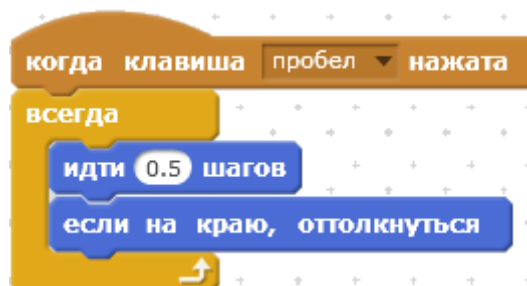 когда клавиша пробел нажата
всегда
идти 0.5 шагов
если на краю, оттолкнуться